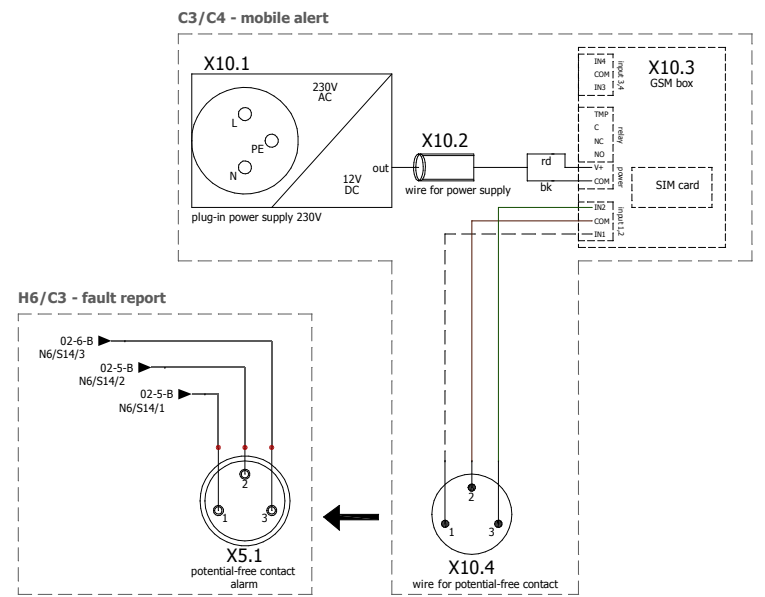 C3/C4 - mobile alert
X10.1
230V
AC
L
PE
N
12V
DC
out
plug-in power supply 230V
X10.2
wire for power supply
rd
bk
IN4
COM
IN3
input 3,4
X10.3
GSM box
TMP
C
NC
NO
relay
V+
COM
power
SIM card
IN2
COM
IN1
input 1,2
H6/C3 - fault report
02-6-B
N6/S14/3
02-5-B
N6/S14/2
02-5-B
N6/S14/1
2
1
3
X5.1
potential-free contact
alarm
2
1
3
X10.4
wire for potential-free contact